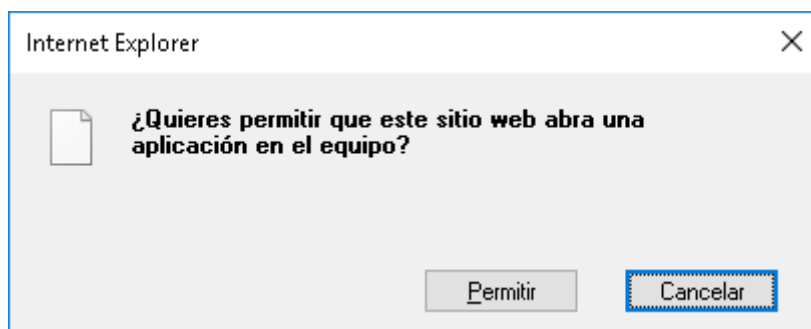 Internet Explorer
¿Quieres permitir que este sitio web abra una
aplicación en el equipo?
Permitir
Cancelar